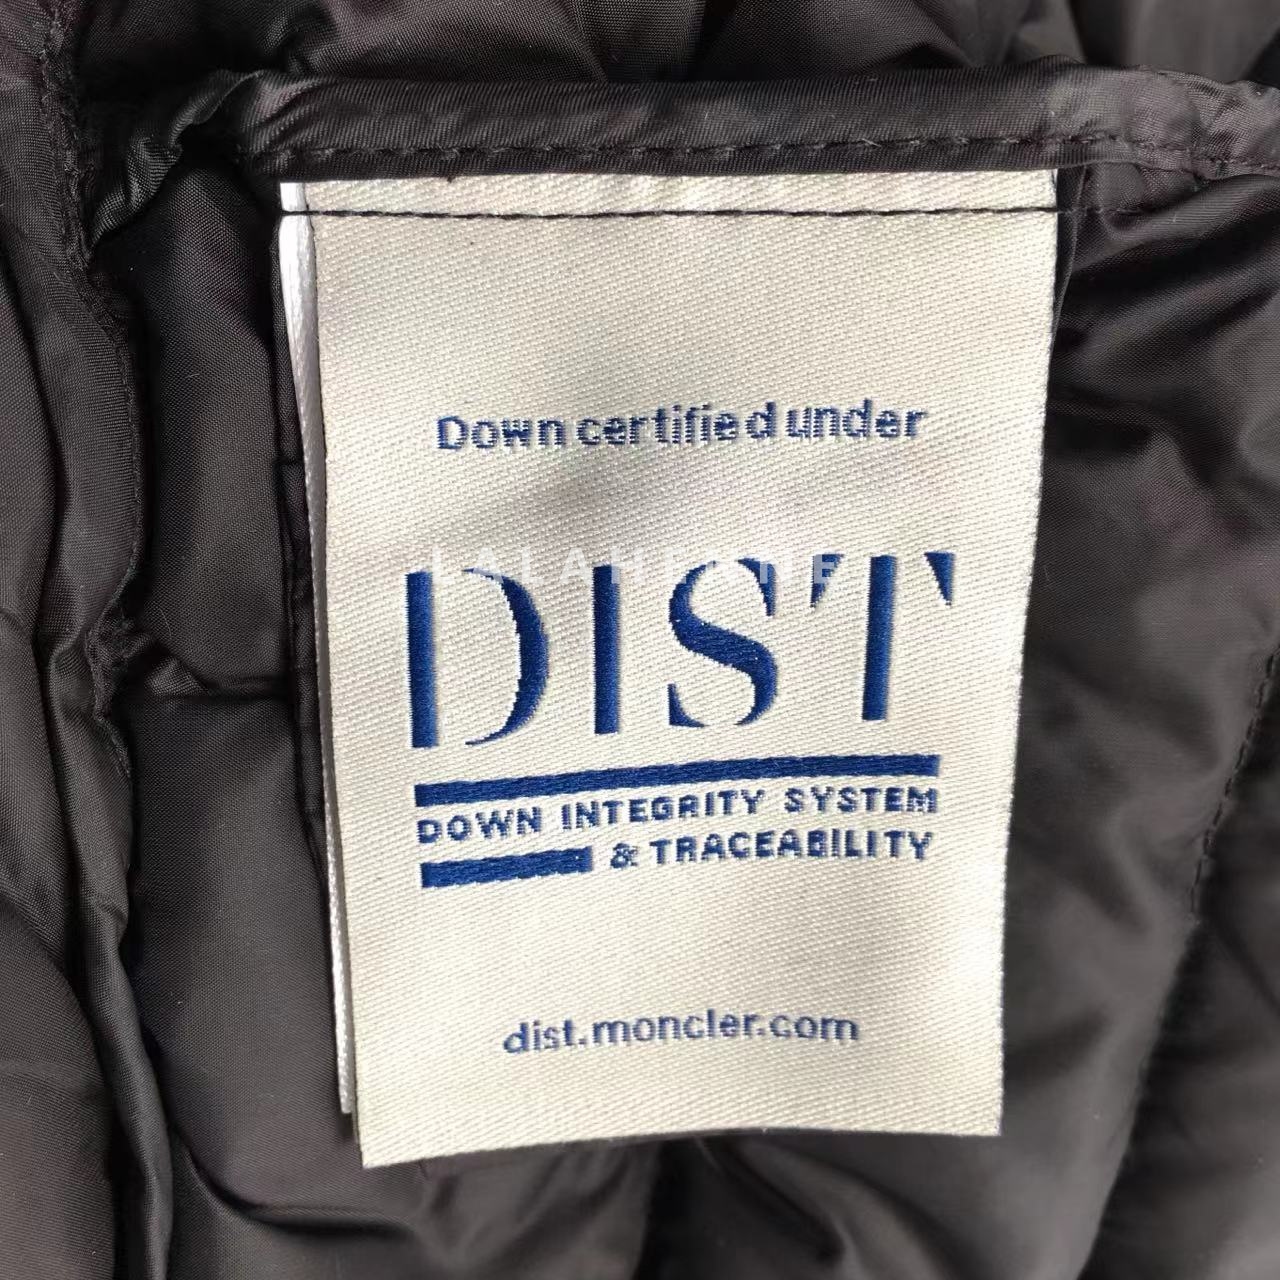 Down certified under
DIST
DOWN INTEGRITY SYSTEM
& TRACEABILITY
dist.moncler.com